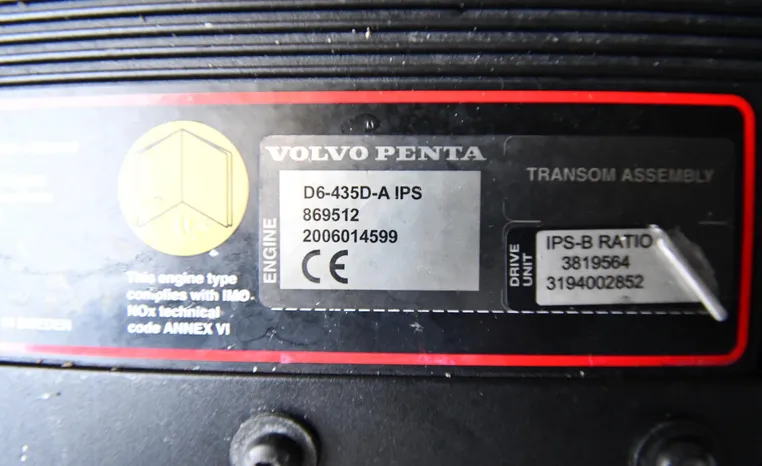 VOLVO PENTA
ENGINE
D6-435D-A IPS
869512
2006014599
CE
TRANSOM ASSEMBLY
DRIVE
UNIT
IPS-B RATIO
3819564
3194002852
This engine type
complies with IMO-
NOx technical
code ANNEX VI
SWEDEN